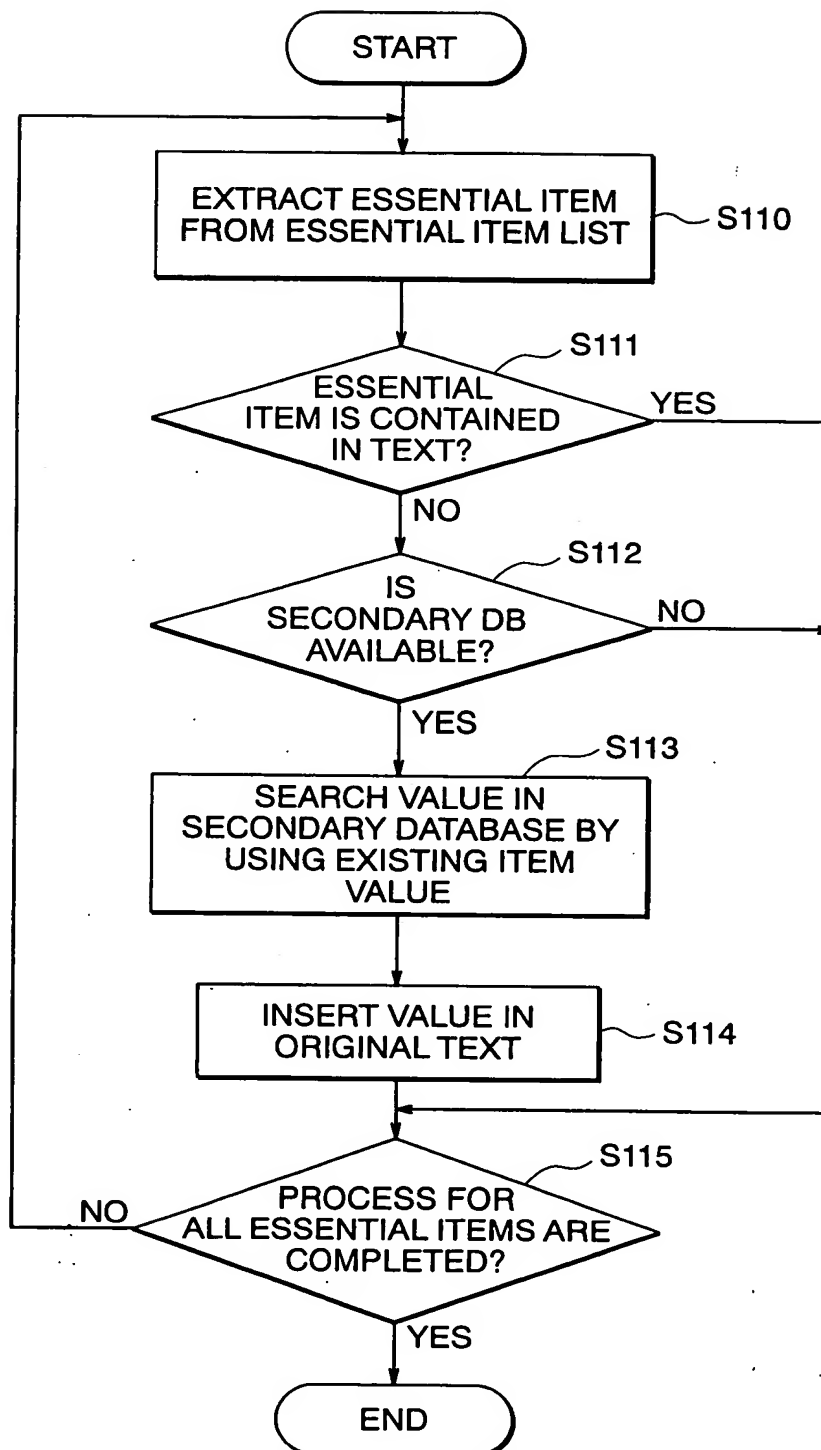 START
EXTRACT ESSENTIAL ITEM
FROM ESSENTIAL ITEM LIST
S110
S111
ESSENTIAL
ITEM IS CONTAINED
IN TEXT?
YES
NO
S112
IS
SECONDARY DB
AVAILABLE?
NO
YES
S113
SEARCH VALUE IN
SECONDARY DATABASE BY
USING EXISTING ITEM
VALUE
INSERT VALUE IN
ORIGINAL TEXT
S114
S115
PROCESS FOR
ALL ESSENTIAL ITEMS ARE
COMPLETED?
NO
YES
END